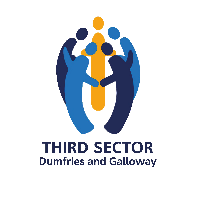 THIRD SECTOR
Dumfries and Galloway